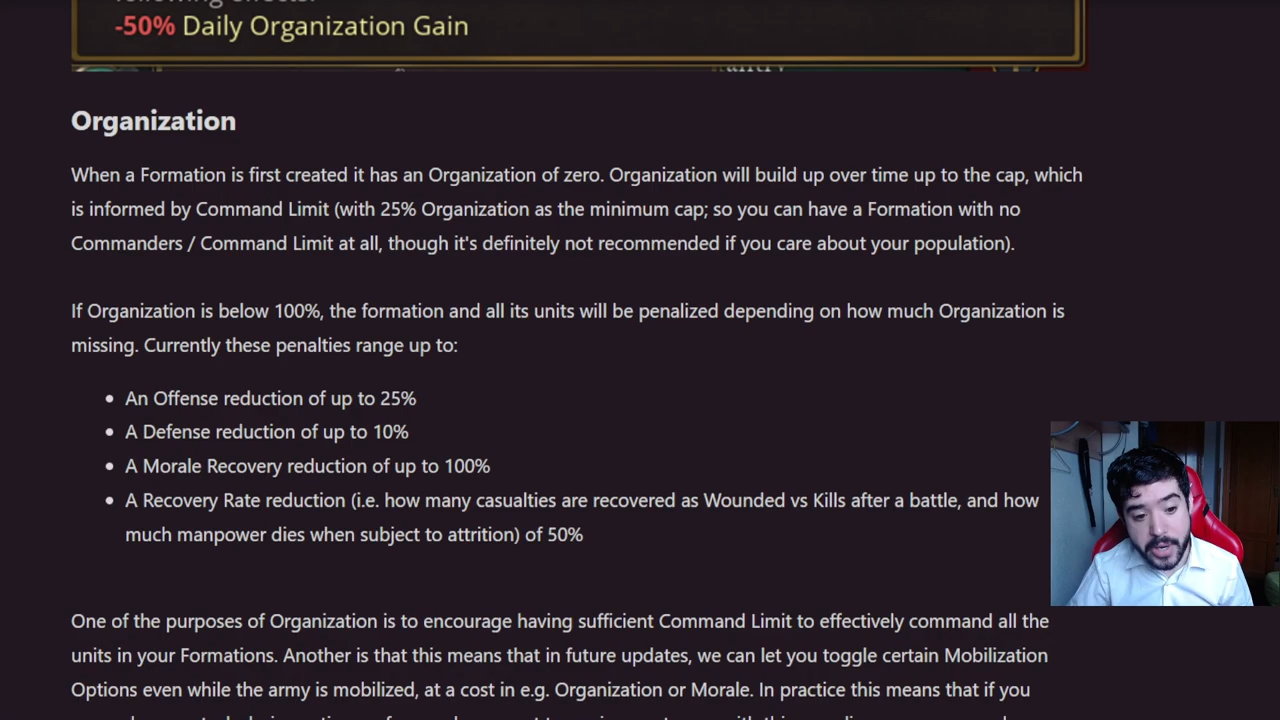 -50% Daily Organization Gain
Organization
When a Formation is first created it has an Organization of zero. Organization will build up over time up to the cap, which
is informed by Command Limit (with 25% Organization as the minimum cap; so you can have a Formation with no
Commanders / Command Limit at all, though it's definitely not recommended if you care about your population).
If Organization is below 100%, the formation and all its units will be penalized depending on how much Organization is
missing. Currently these penalties range up to:
• An Offense reduction of up to 25%
• A Defense reduction of up to 10%
• A Morale Recovery reduction of up to 100%
• A Recovery Rate reduction (i.e. how many casualties are recovered as Wounded vs Kills after a battle, and how
much manpower dies when subject to attrition) of 50%
One of the purposes of Organization is to encourage having sufficient Command Limit to effectively command all the
units in your Formations. Another is that this means that in future updates, we can let you toggle certain Mobilization
Options even while the army is mobilized, at a cost in e.g. Organization or Morale. In practice this means that if you